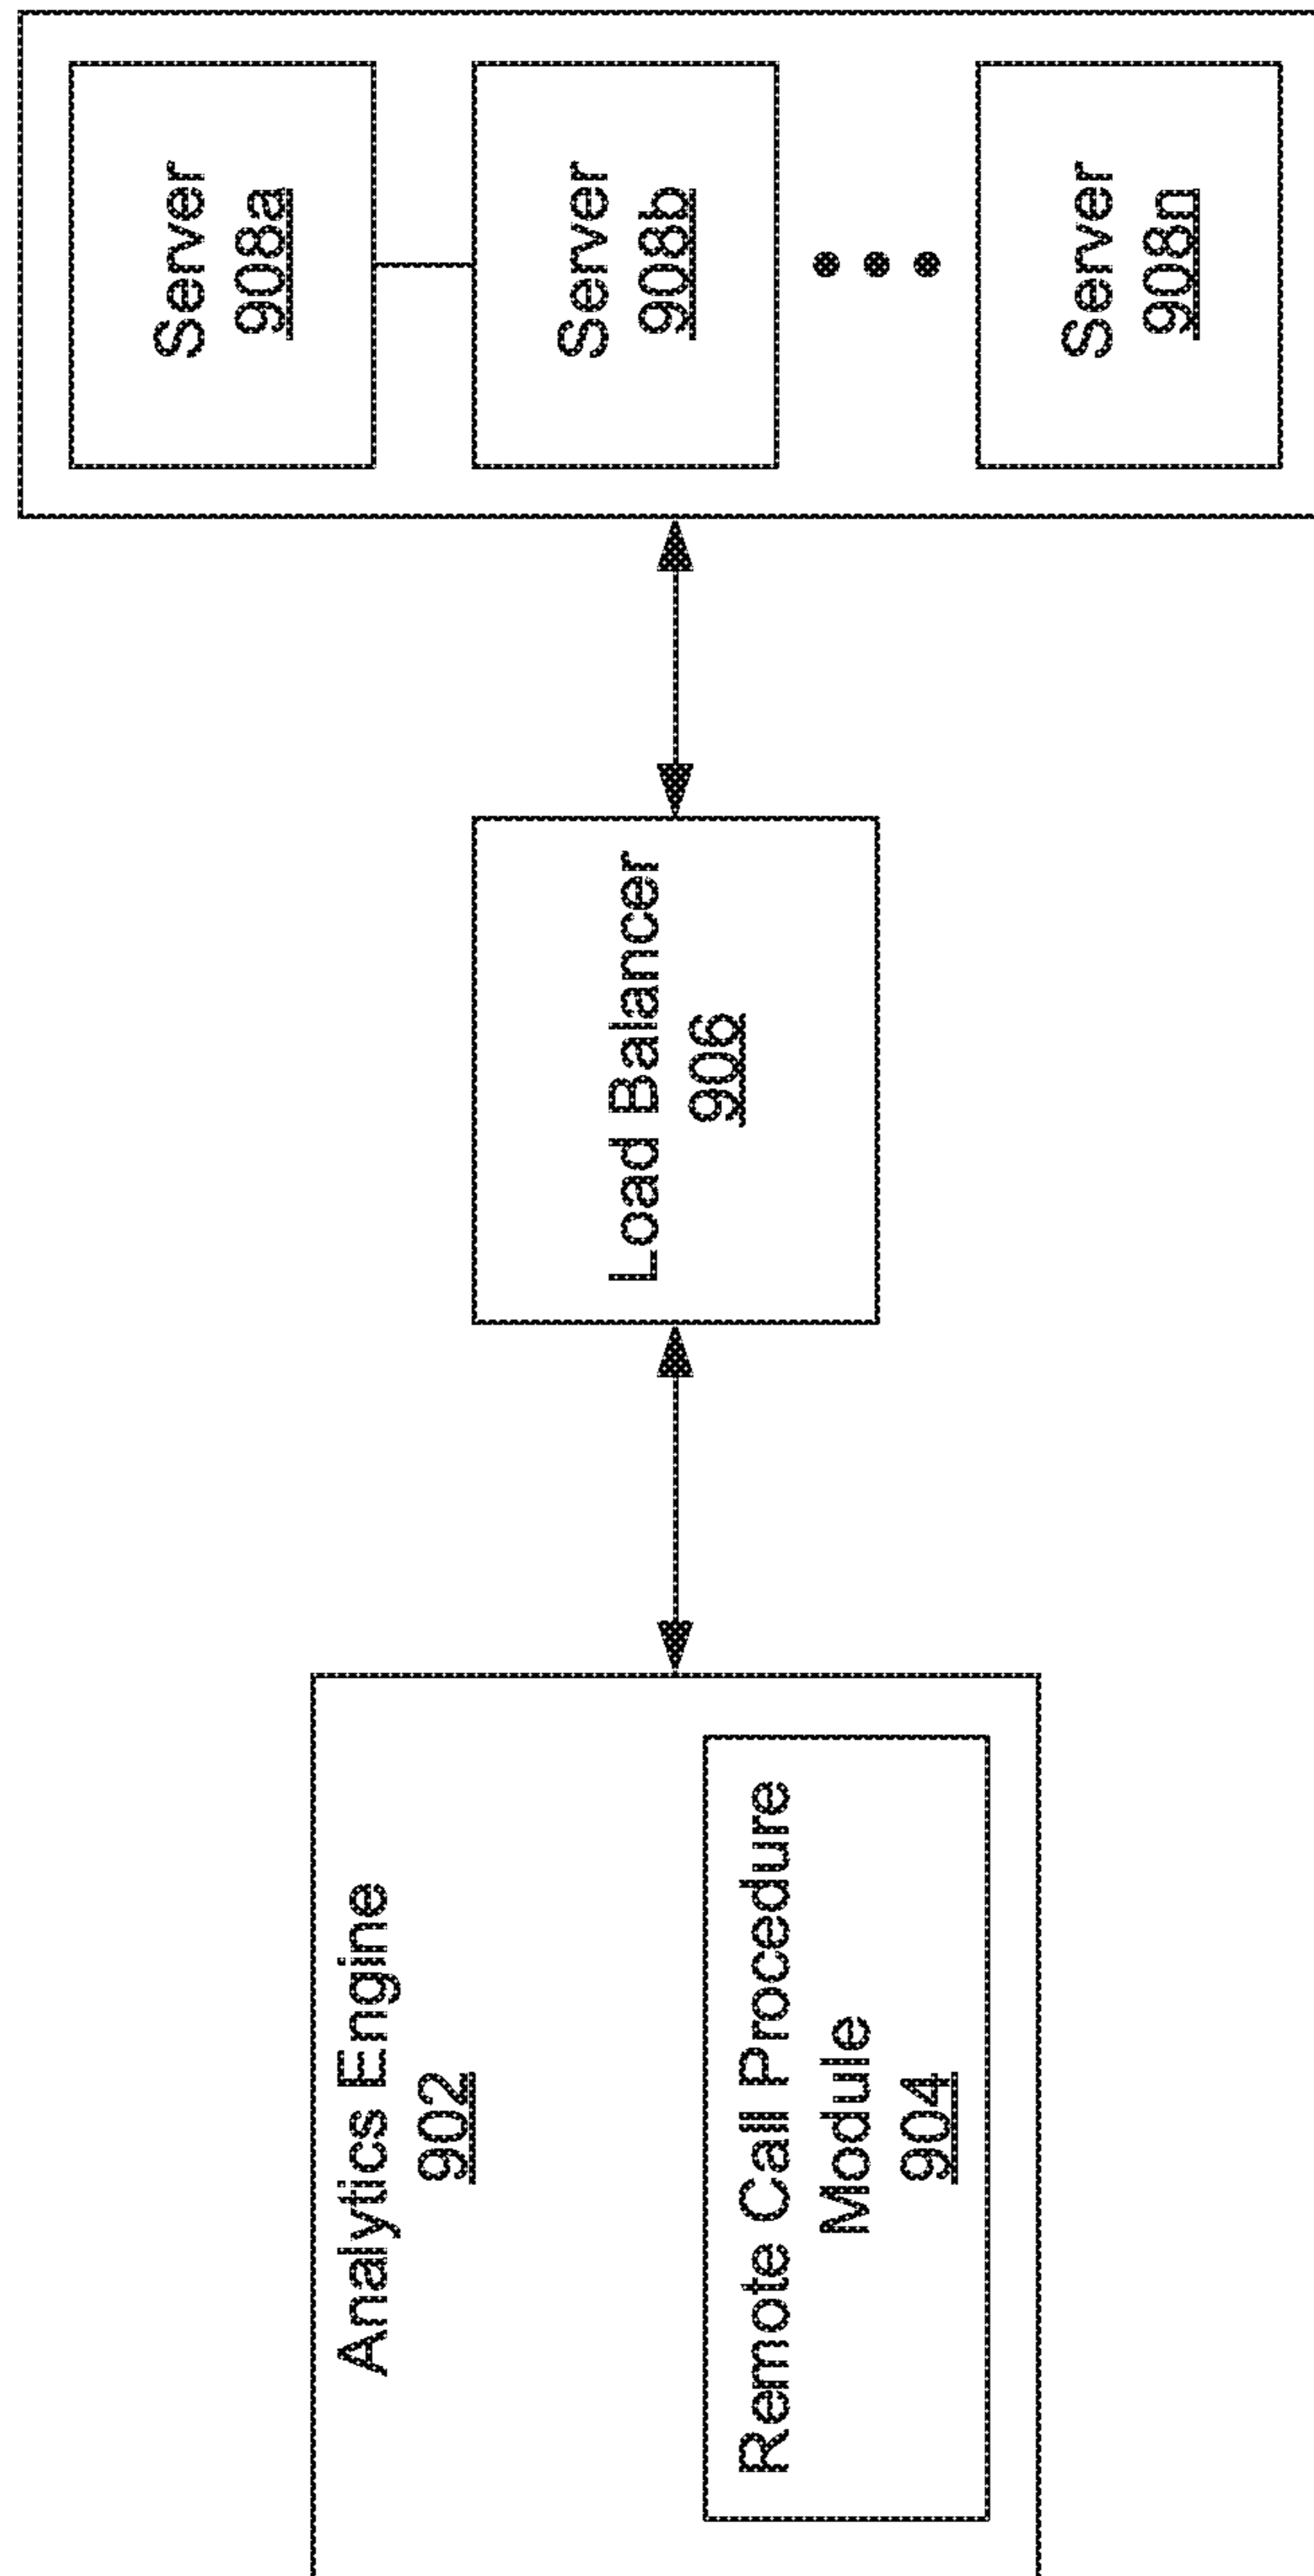 Analytics Engine
902
Remote Call Procedure
Module
904
Load Balancer
906
Server
908a
Server
908b
Server
908n